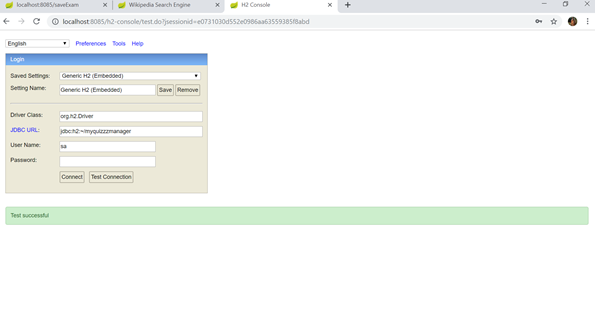 localhost:8085/saveExam
Wikipedia Search Engine
H2 Console
localhost:8085/h2-console/test.do?jsessionid=e0731030d552e0986aa63559385f8abd
English Preferences Tools Help
Login
Saved Settings: Generic H2 (Embedded)
Setting Name: Generic H2 (Embedded) Save Remove
Driver Class: org.h2.Driver
JDBC URL: jdbc:h2:~/myquizzzmanager
User Name: sa
Password:
Connect Test Connection
Test successful